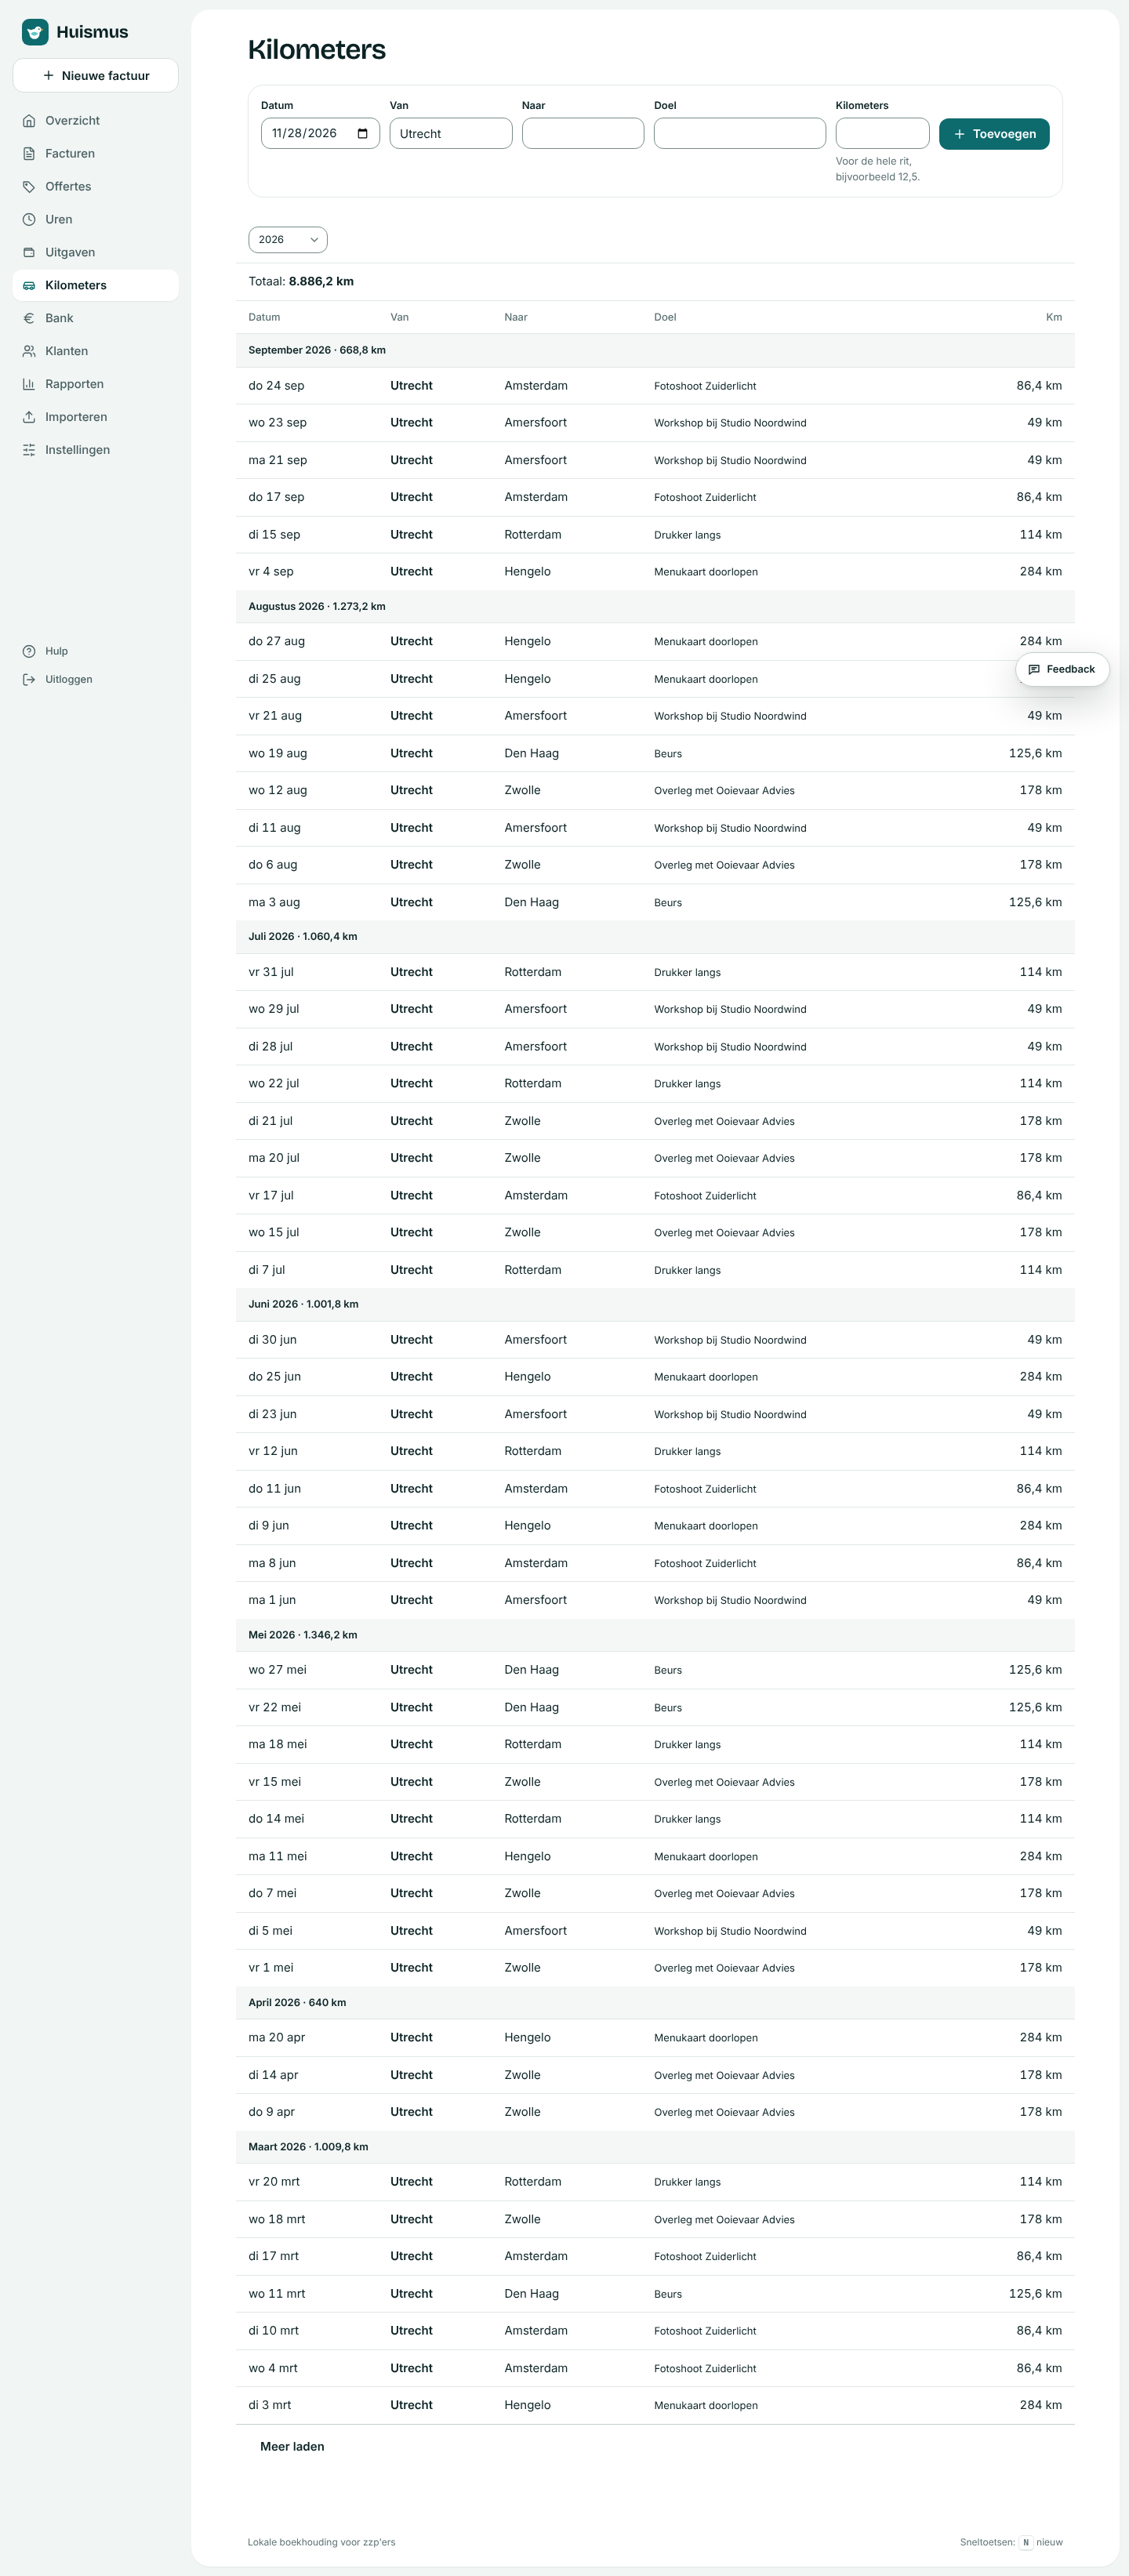 Huismus
Nieuwe factuur
Overzicht
Facturen
Offertes
Uren
Uitgaven
Kilometers
Bank
Klanten
Rapporten
Importeren
Instellingen
Hulp
Uitloggen
Kilometers
Datum Van Naar Doel Kilometers
11/28/2026 Utrecht Toevoegen
Voor de hele rit,
bijvoorbeeld 12,5.
2026
Totaal: 8.886,2 km
Datum Van Naar Doel Km
September 2026 · 668,8 km
do 24 sep Utrecht Amsterdam Fotoshoot Zuiderlicht 86,4 km
wo 23 sep Utrecht Amersfoort Workshop bij Studio Noordwind 49 km
ma 21 sep Utrecht Amersfoort Workshop bij Studio Noordwind 49 km
do 17 sep Utrecht Amsterdam Fotoshoot Zuiderlicht 86,4 km
di 15 sep Utrecht Rotterdam Drukker langs 114 km
vr 4 sep Utrecht Hengelo Menukaart doorlopen 284 km
Augustus 2026 · 1.273,2 km
do 27 aug Utrecht Hengelo Menukaart doorlopen 284 km
di 25 aug Utrecht Hengelo Menukaart doorlopen
Feedback
vr 21 aug Utrecht Amersfoort Workshop bij Studio Noordwind 49 km
wo 19 aug Utrecht Den Haag Beurs 125,6 km
wo 12 aug Utrecht Zwolle Overleg met Ooievaar Advies 178 km
di 11 aug Utrecht Amersfoort Workshop bij Studio Noordwind 49 km
do 6 aug Utrecht Zwolle Overleg met Ooievaar Advies 178 km
ma 3 aug Utrecht Den Haag Beurs 125,6 km
Juli 2026 · 1.060,4 km
vr 31 jul Utrecht Rotterdam Drukker langs 114 km
wo 29 jul Utrecht Amersfoort Workshop bij Studio Noordwind 49 km
di 28 jul Utrecht Amersfoort Workshop bij Studio Noordwind 49 km
wo 22 jul Utrecht Rotterdam Drukker langs 114 km
di 21 jul Utrecht Zwolle Overleg met Ooievaar Advies 178 km
ma 20 jul Utrecht Zwolle Overleg met Ooievaar Advies 178 km
vr 17 jul Utrecht Amsterdam Fotoshoot Zuiderlicht 86,4 km
wo 15 jul Utrecht Zwolle Overleg met Ooievaar Advies 178 km
di 7 jul Utrecht Rotterdam Drukker langs 114 km
Juni 2026 · 1.001,8 km
di 30 jun Utrecht Amersfoort Workshop bij Studio Noordwind 49 km
do 25 jun Utrecht Hengelo Menukaart doorlopen 284 km
di 23 jun Utrecht Amersfoort Workshop bij Studio Noordwind 49 km
vr 12 jun Utrecht Rotterdam Drukker langs 114 km
do 11 jun Utrecht Amsterdam Fotoshoot Zuiderlicht 86,4 km
di 9 jun Utrecht Hengelo Menukaart doorlopen 284 km
ma 8 jun Utrecht Amsterdam Fotoshoot Zuiderlicht 86,4 km
ma 1 jun Utrecht Amersfoort Workshop bij Studio Noordwind 49 km
Mei 2026 · 1.346,2 km
wo 27 mei Utrecht Den Haag Beurs 125,6 km
vr 22 mei Utrecht Den Haag Beurs 125,6 km
ma 18 mei Utrecht Rotterdam Drukker langs 114 km
vr 15 mei Utrecht Zwolle Overleg met Ooievaar Advies 178 km
do 14 mei Utrecht Rotterdam Drukker langs 114 km
ma 11 mei Utrecht Hengelo Menukaart doorlopen 284 km
do 7 mei Utrecht Zwolle Overleg met Ooievaar Advies 178 km
di 5 mei Utrecht Amersfoort Workshop bij Studio Noordwind 49 km
vr 1 mei Utrecht Zwolle Overleg met Ooievaar Advies 178 km
April 2026 · 640 km
ma 20 apr Utrecht Hengelo Menukaart doorlopen 284 km
di 14 apr Utrecht Zwolle Overleg met Ooievaar Advies 178 km
do 9 apr Utrecht Zwolle Overleg met Ooievaar Advies 178 km
Maart 2026 · 1.009,8 km
vr 20 mrt Utrecht Rotterdam Drukker langs 114 km
wo 18 mrt Utrecht Zwolle Overleg met Ooievaar Advies 178 km
di 17 mrt Utrecht Amsterdam Fotoshoot Zuiderlicht 86,4 km
wo 11 mrt Utrecht Den Haag Beurs 125,6 km
di 10 mrt Utrecht Amsterdam Fotoshoot Zuiderlicht 86,4 km
wo 4 mrt Utrecht Amsterdam Fotoshoot Zuiderlicht 86,4 km
di 3 mrt Utrecht Hengelo Menukaart doorlopen 284 km
Meer laden
Lokale boekhouding voor zzp'ers
Sneltoetsen: N nieuw